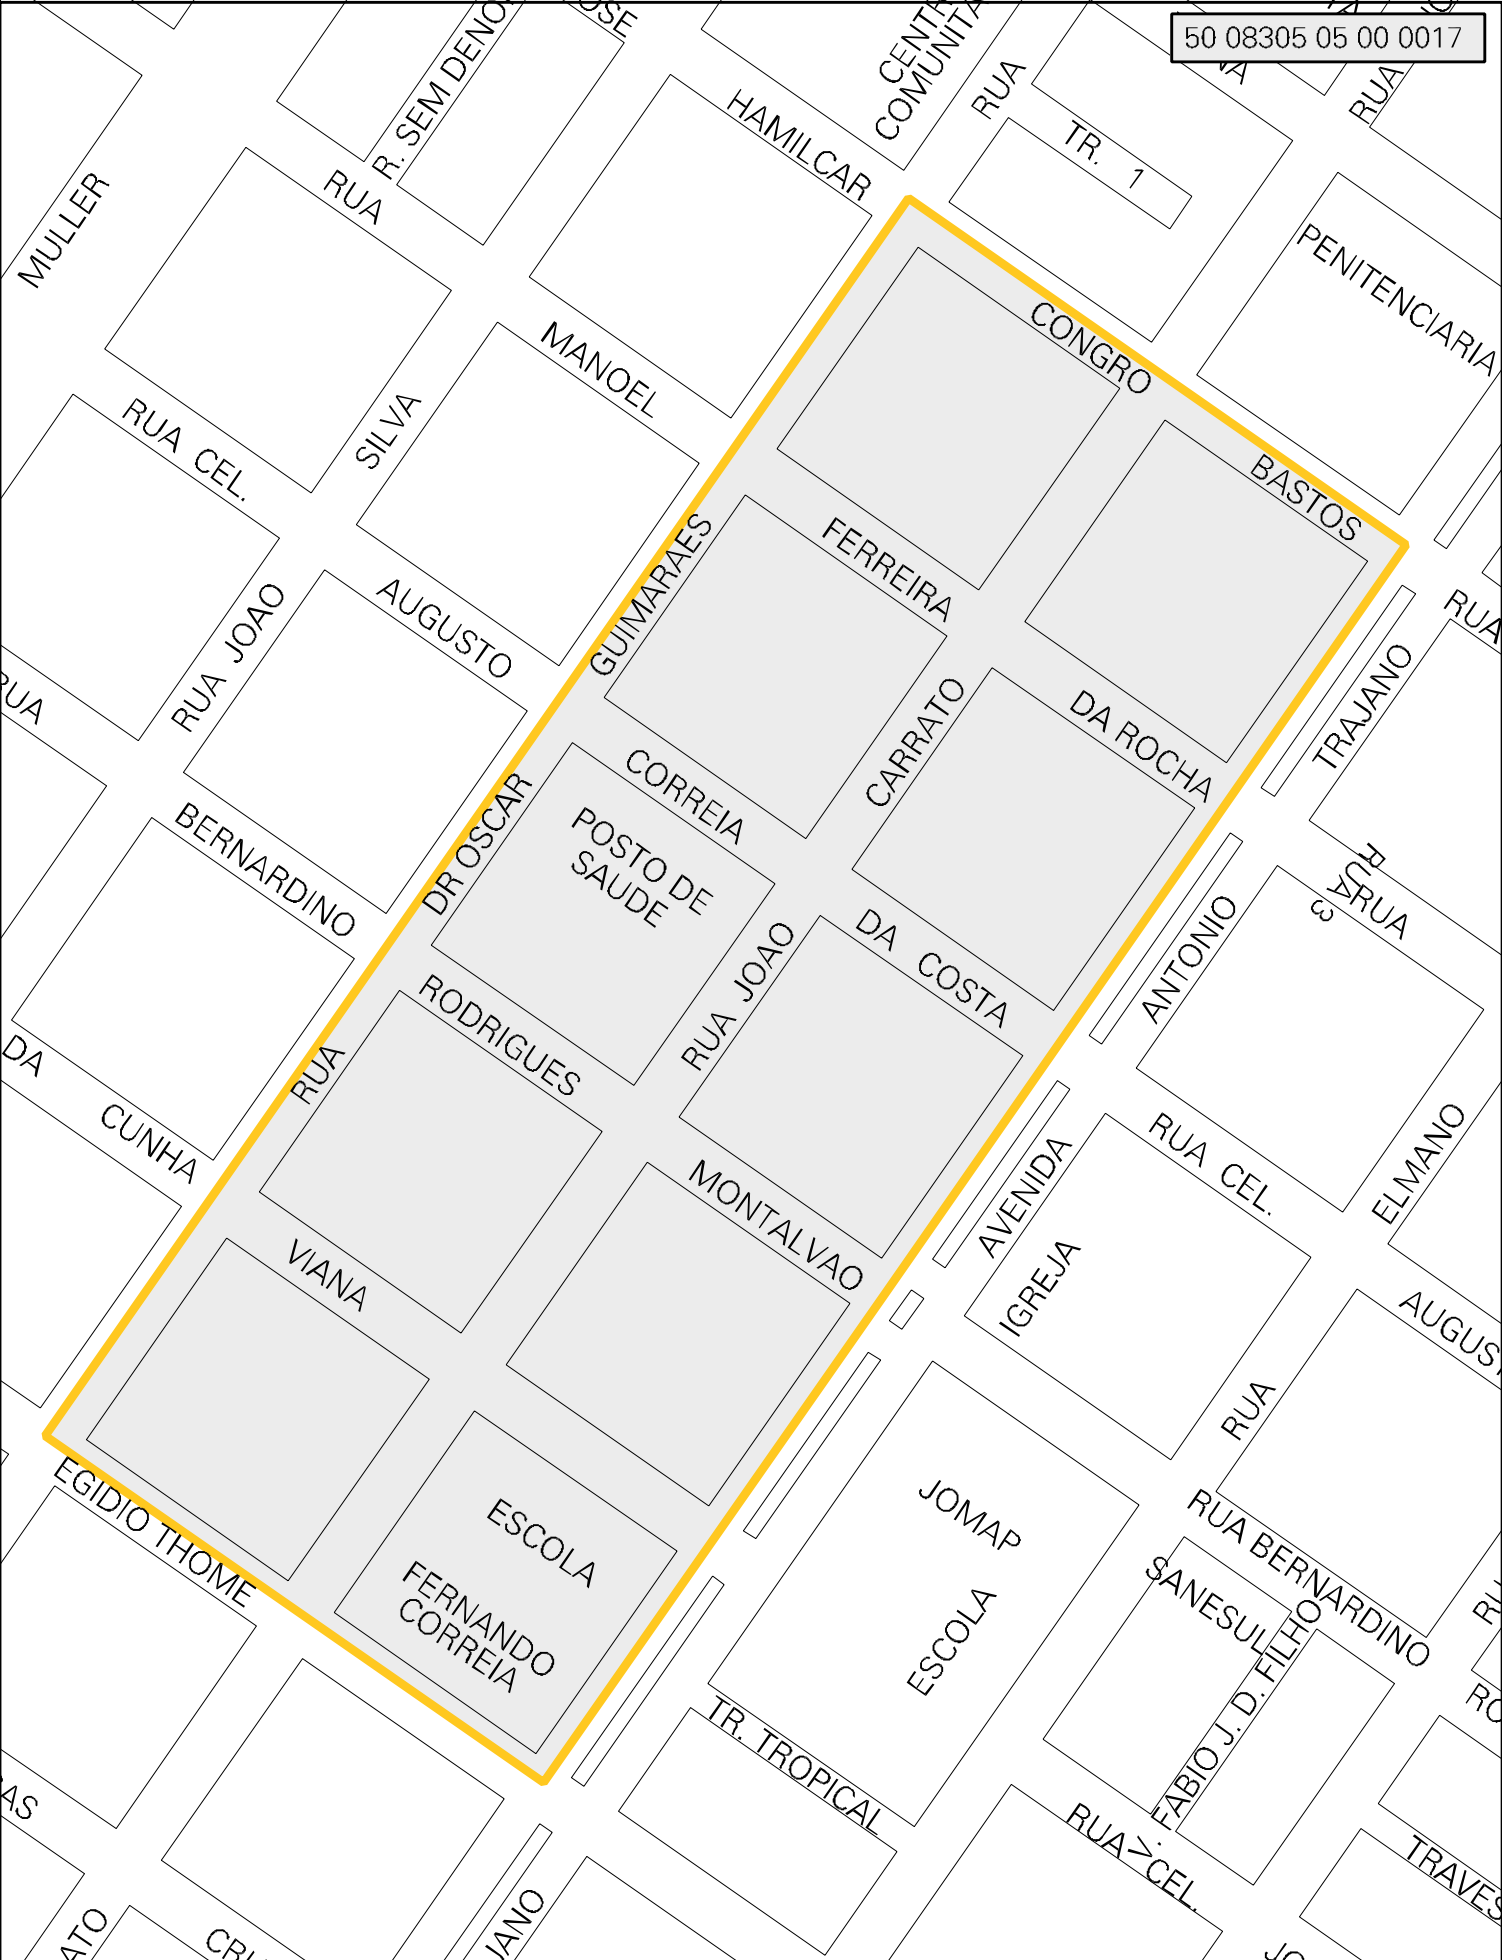 50 08305 05 00 0017
CENTR
COMUNITA
R. SEM DENO
RUA
RUA
HAMILCAR
TR. 1
MULLER
RUA
PENITENCIARIA
CONGRO
MANOEL
SILVA
RUA CEL.
BASTOS
GUIMARAES
FERREIRA
AUGUSTO
RUA JOAO
RUA
TRAJANO
RUA
CARRATO
DA ROCHA
CORREIA
DR OSCAR
POSTO DE
SAUDE
BERNARDINO
RUA 3
RUA
ANTONIO
DA COSTA
RUA JOAO
RODRIGUES
RUA
DA
CUNHA
AVENIDA
RUA CEL.
ELMANO
MONTALVAO
VIANA
IGREJA
AUGUST
RUA
EGIDIO THOME
ESCOLA
FERNANDO
CORREIA
JOMAP
ESCOLA
RUA BERNARDINO
SANESUL
V. FABIO J. D. FILHO
TR. TROPICAL
RUA CEL.
TRAVES